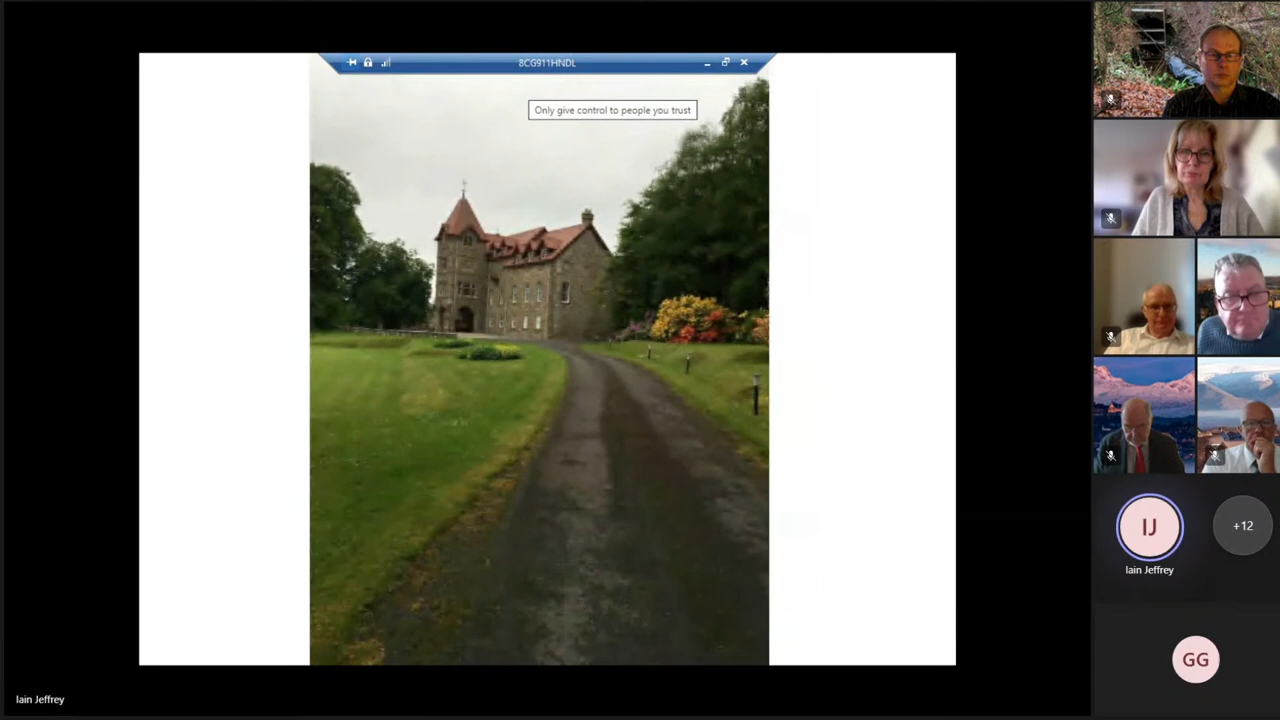 8CG911HNDL
Only give control to people you trust
IJ
+12
Iain Jeffrey
GG
Iain Jeffrey